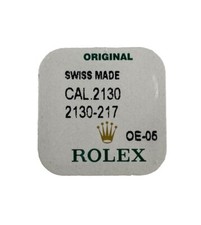 ORIGINAL
SWISS MADE
CAL.2130
2130-217
OE-05
ROLEX